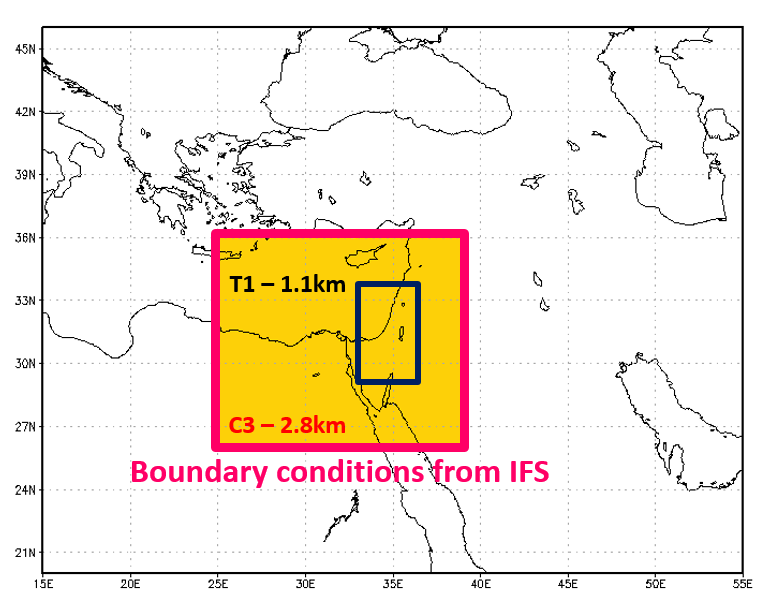 45N
42N
39N
36N
33N
30N
27N
24N
21N
T1 – 1.1km
C3 – 2.8km
Boundary conditions from IFS
15E 20E 25E 30E 35E 40E 45E 50E 55E